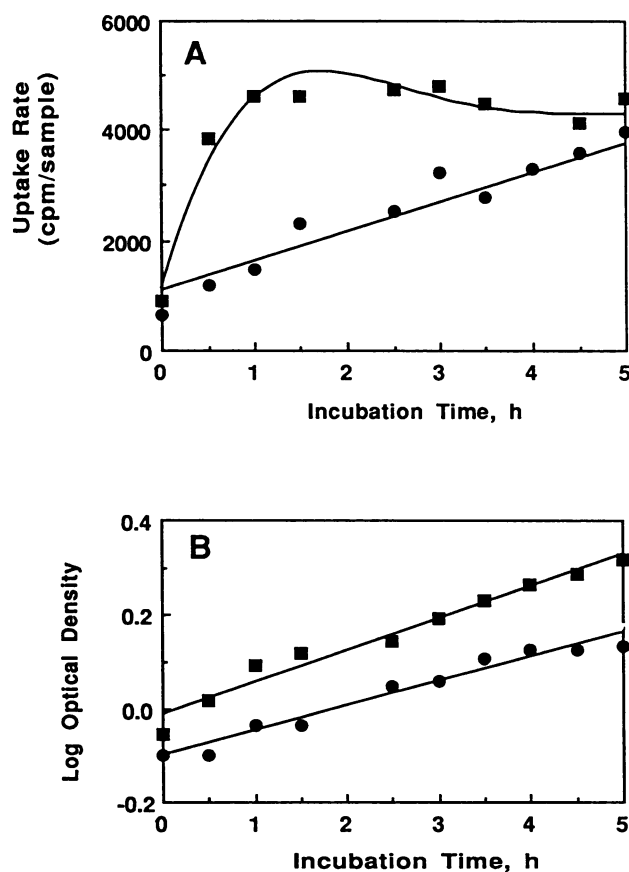 A
6000
4000
2000
0
Uptake Rate
(cpm/sample)
0 1 2 3 4 5
Incubation Time, h
B
0.4
0.2
0.0
-0.2
Log Optical Density
0 1 2 3 4 5
Incubation Time, h